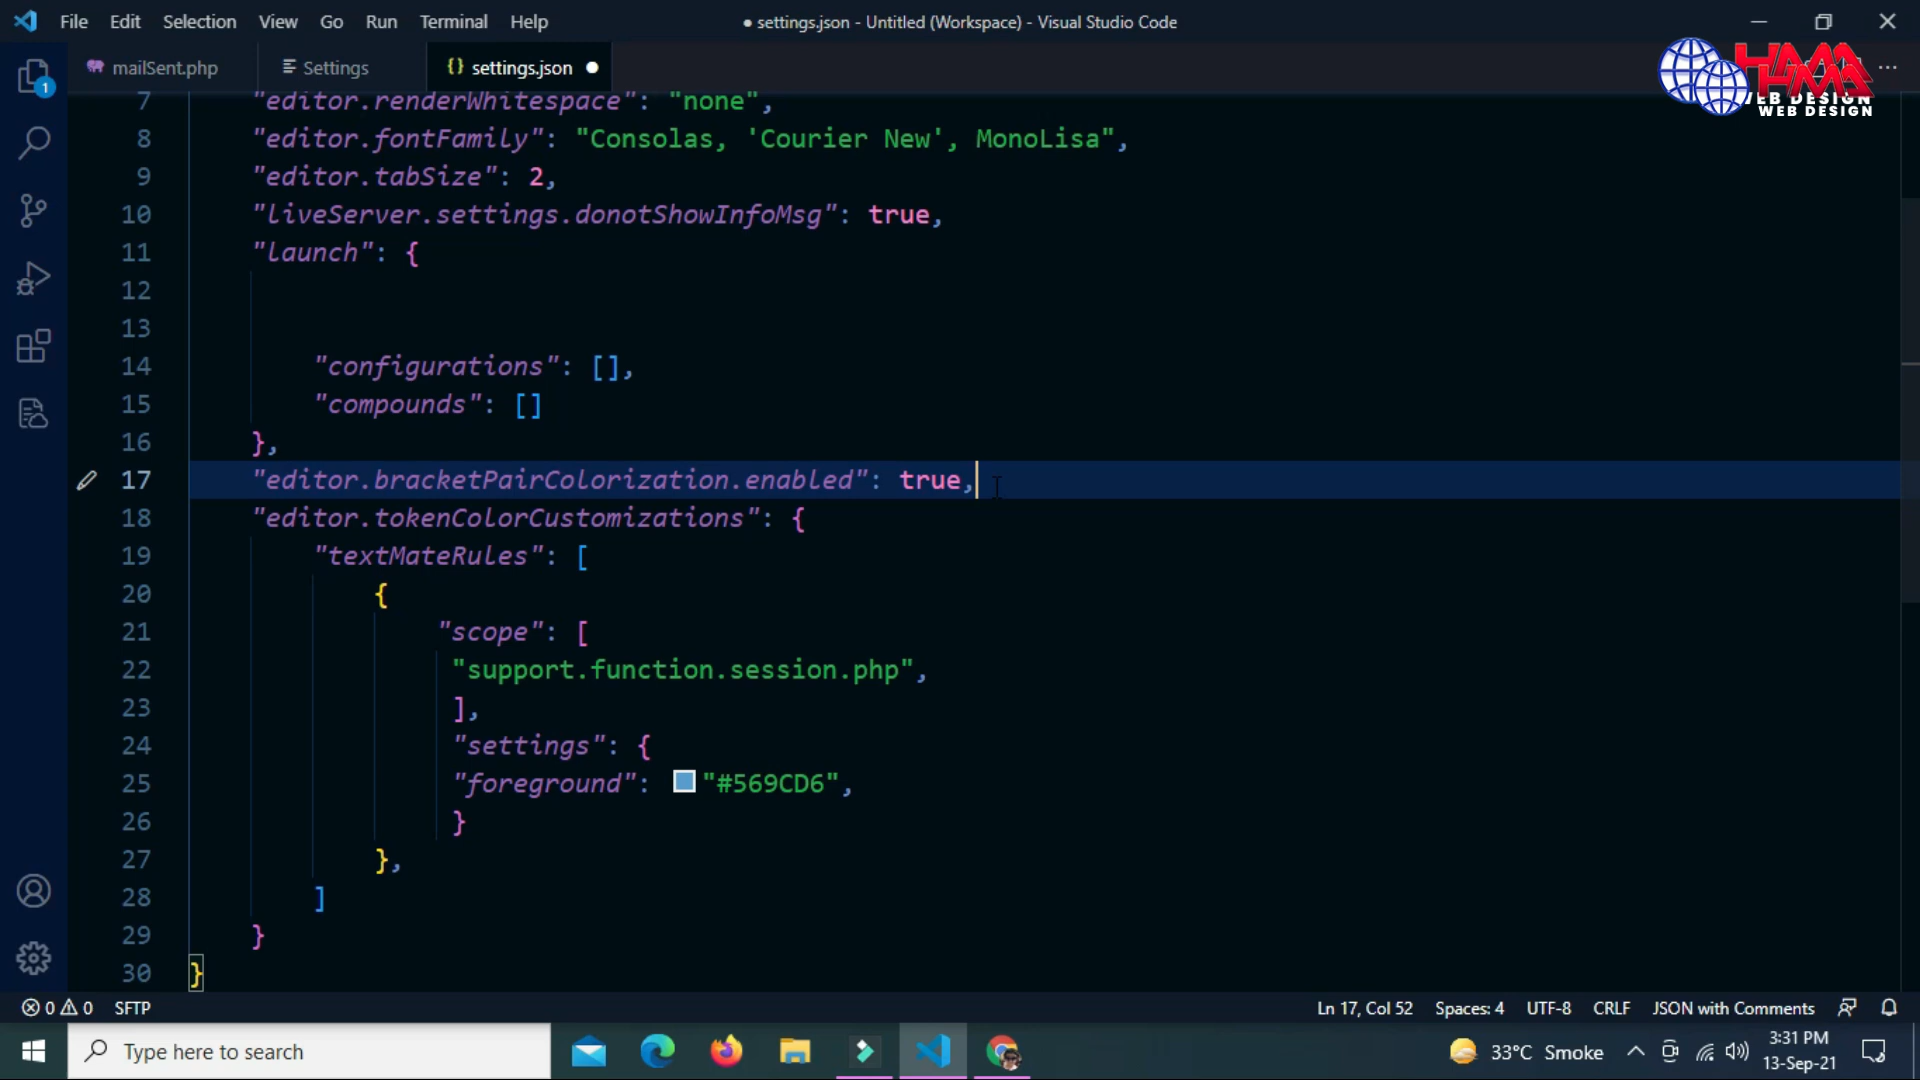 File Edit Selection View Go Run Terminal Help
● settings.json - Untitled (Workspace) - Visual Studio Code
mailSent.php
Settings
{} settings.json ●
HMA
WEB DESIGN
WEB DESIGN
1
7 "editor.renderWhitespace": "none",
8 "editor.fontFamily": "Consolas, 'Courier New', MonoLisa",
9 "editor.tabSize": 2,
10 "liveServer.settings.donotShowInfoMsg": true,
11 "launch": {
12
13
14 "configurations": [],
15 "compounds": []
16 },
17 "editor.bracketPairColorization.enabled": true,
18 "editor.tokenColorCustomizations": {
19 "textMateRules": [
20 {
21 "scope": [
22 "support.function.session.php",
23 ],
24 "settings": {
25 "foreground": "#569CD6",
26 }
27 },
28 ]
29 }
30 }
0 0 SFTP
Ln 17, Col 52 Spaces: 4 UTF-8 CRLF JSON with Comments
Type here to search
33°C Smoke
3:31 PM
13-Sep-21